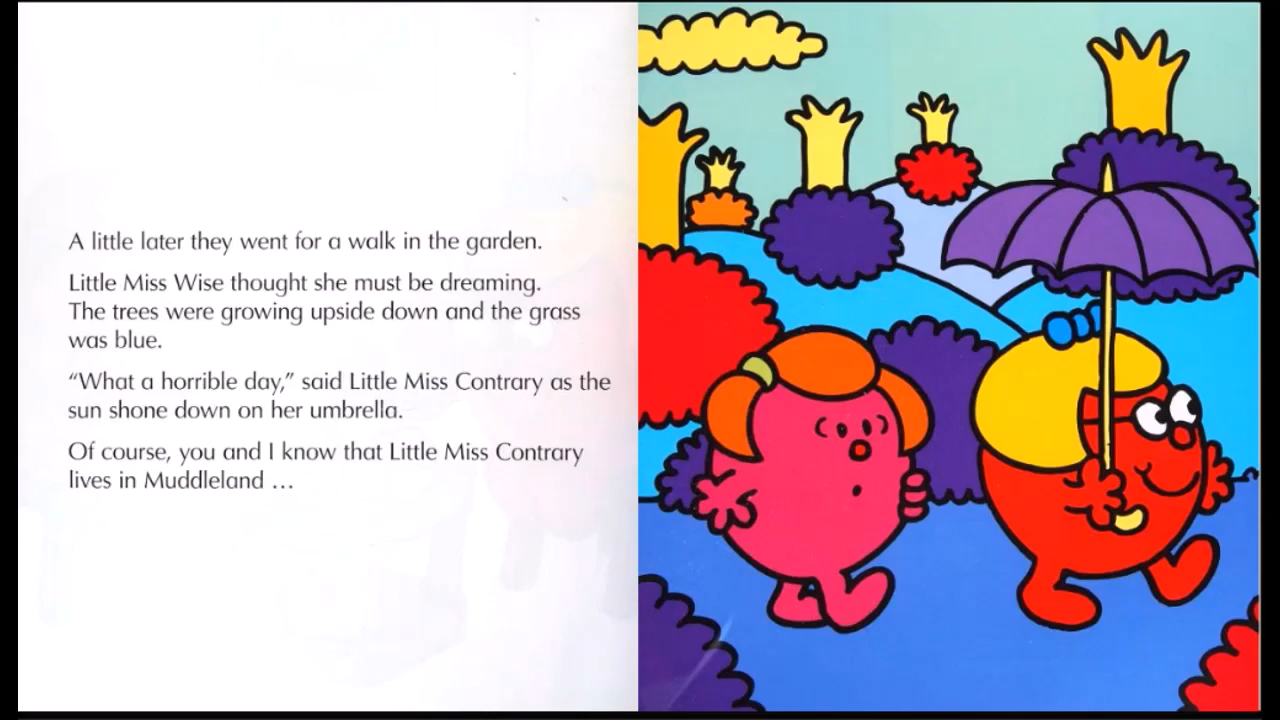 A little later they went for a walk in the garden.
Little Miss Wise thought she must be dreaming.
The trees were growing upside down and the grass
was blue.
“What a horrible day,” said Little Miss Contrary as the
sun shone down on her umbrella.
Of course, you and I know that Little Miss Contrary
lives in Muddleland …